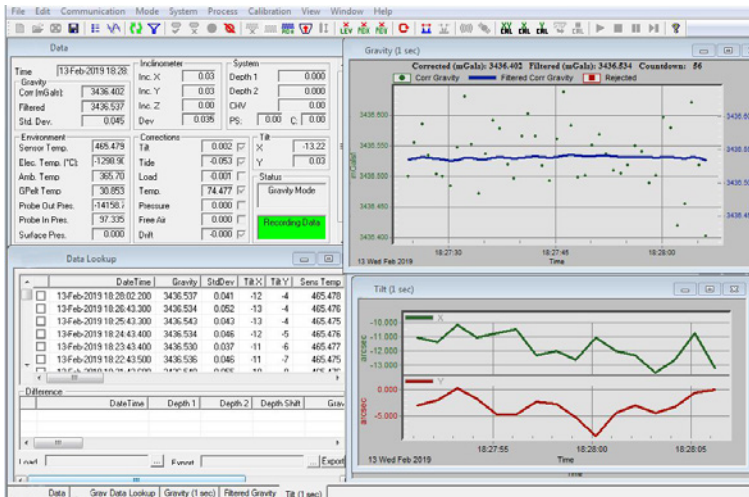 File Edit Communication Mode System Process Calibration View Window Help
Data
Time 13-Feb-2019 18:28:
Gravity
Corr (mGals): 3436.402
Filtered 3436.537
Std. Dev. 0.045
Inclinometer
Inc. X 0.03
Inc. Y 0.03
Inc. Z 0.00
Dev 0.035
System
Depth 1 0.000
Depth 2 0.000
CHV 0.00
PS: 0.00 C: 0.00
Environment
Sensor Temp. 465.479
Elec. Temp. (°C): -1298.9(
Amb. Temp 365.70
GPelt Temp 30.853
Probe Out Pres. -14158.7
Probe In Pres. 97.335
Surface Pres. 0.000
Corrections
Tilt 0.002
Tide -0.053
Load -0.001
Temp. 74.477
Pressure 0.000
Free Air 0.000
Drift -0.000
Tilt
X -13.22
Y 0.03
Status
Gravity Mode
Recording Data
Gravity (1 sec)
Corrected (mGals): 3436.402 Filtered (mGals): 3436.534 Countdown: 56
Corr Gravity Filtered Corr Gravity Rejected
mGals
3436.600
3436.550
3436.500
3436.450
3436.400
18:27:30 18:27:45 18:28:00
13 Wed Feb 2019 Time
Data Lookup
DateTime Gravity StdDev Tilt X Tilt Y Sens Temp
13-Feb-2019 18:28:02.200 3436.537 0.041 -12 -4 465.478
13-Feb-2019 18:26:43.300 3436.534 0.052 -13 -4 465.476
13-Feb-2019 18:25:43.300 3436.543 0.043 -13 -4 465.475
13-Feb-2019 18:24:43.400 3436.534 0.046 -12 -5 465.476
13-Feb-2019 18:23:43.400 3436.530 0.037 -11 -6 465.477
13-Feb-2019 18:22:43.500 3436.536 0.046 -11 -7 465.475
Difference
DateTime Depth 1 Depth 2 Depth Shift Grav
Load ... Export ... Export
Tilt (1 sec)
X
arcsec
-10.000
-11.000
-12.000
-13.000
Y
arcsec
0.000
-5.000
18:27:55 18:28:00 18:28:05
13 Wed Feb 2019 Time
Data Grav Data Lookup Gravity (1 sec) Filtered Gravity Tilt (1 sec)